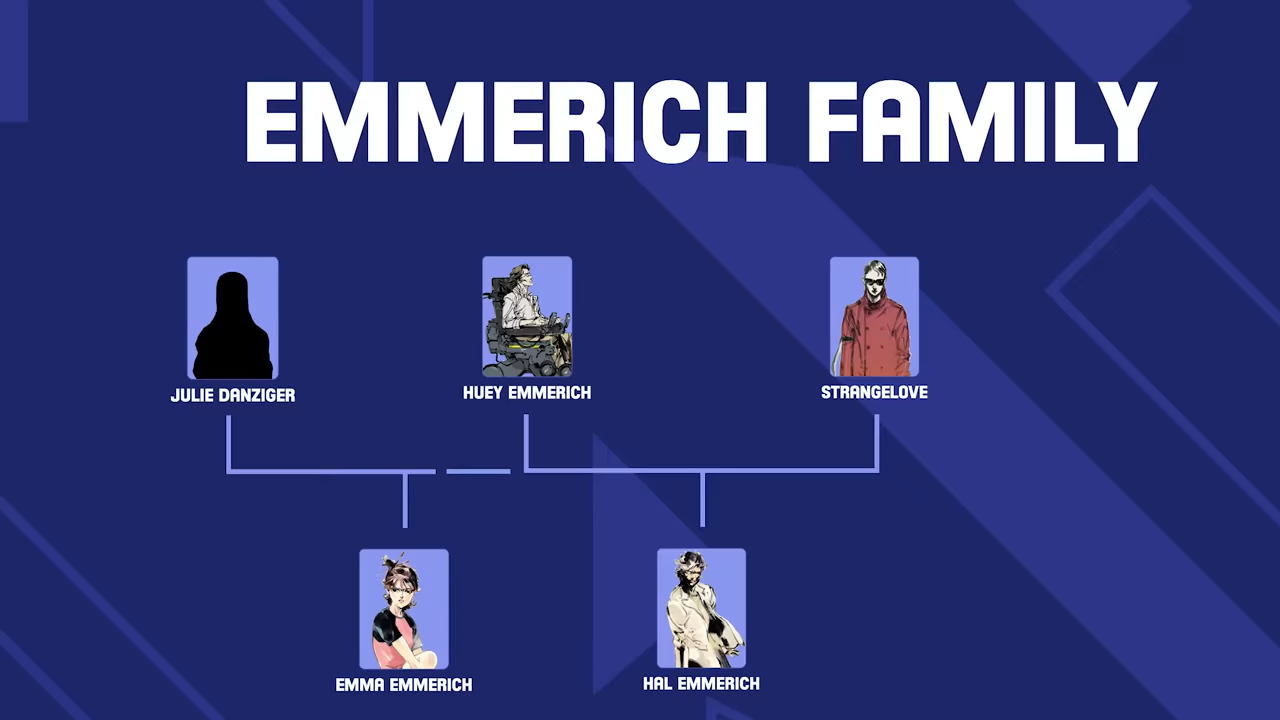 EMMERICH FAMILY
JULIE DANZIGER
HUEY EMMERICH
STRANGELOVE
EMMA EMMERICH
HAL EMMERICH